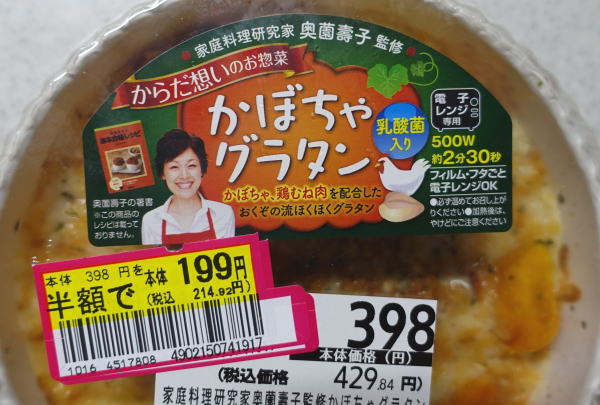 家庭料理研究家 奥薗壽子 監修
からだ想いのお惣菜
かぼちゃ
グラタン
乳酸菌
入り
かぼちゃ、鶏むね肉を配合した
おくぞの流ほくほくグラタン
電子
レンジ
専用
500W
約2分30秒
フィルム・フタごと
電子レンジOK
●必ず温めてお召し上が
りください●加熱後は、
やけどにご注意ください
奥薗壽子の著書
※この商品の
レシピは載って
おりません。
本体 398 円を本体 199円
半額で (税込 214.92円)
1016 4517808 4902150741917
398
本体価格 (円)
(税込価格 429.84 円)
家庭料理研究家奥薗壽子監修かぼちゃグラタン